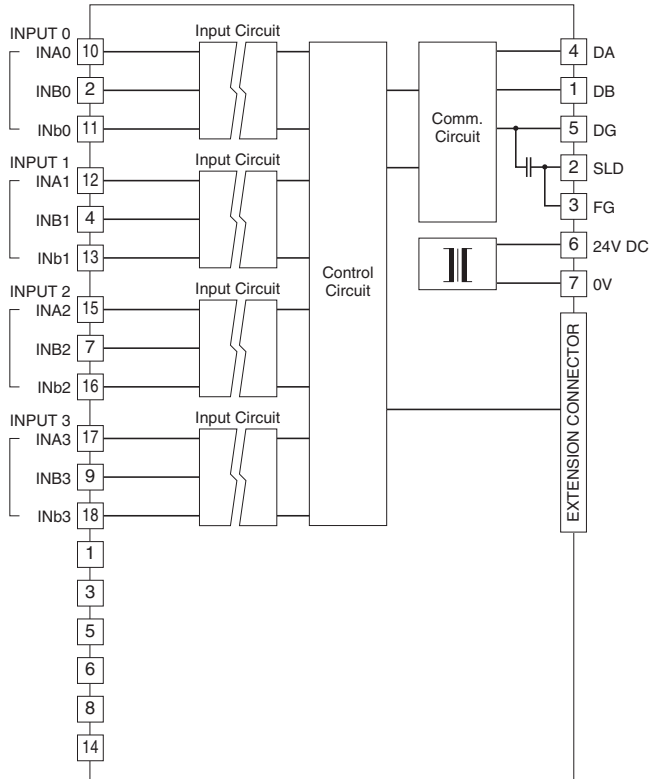 INPUT 0
INA0 10
INB0 2
INb0 11
Input Circuit
INPUT 1
INA1 12
INB1 4
INb1 13
Input Circuit
INPUT 2
INA2 15
INB2 7
INb2 16
Input Circuit
INPUT 3
INA3 17
INB3 9
INb3 18
Input Circuit
1
3
5
6
8
14
Control
Circuit
Comm.
Circuit
4 DA
1 DB
5 DG
2 SLD
3 FG
6 24V DC
7 0V
EXTENSION CONNECTOR